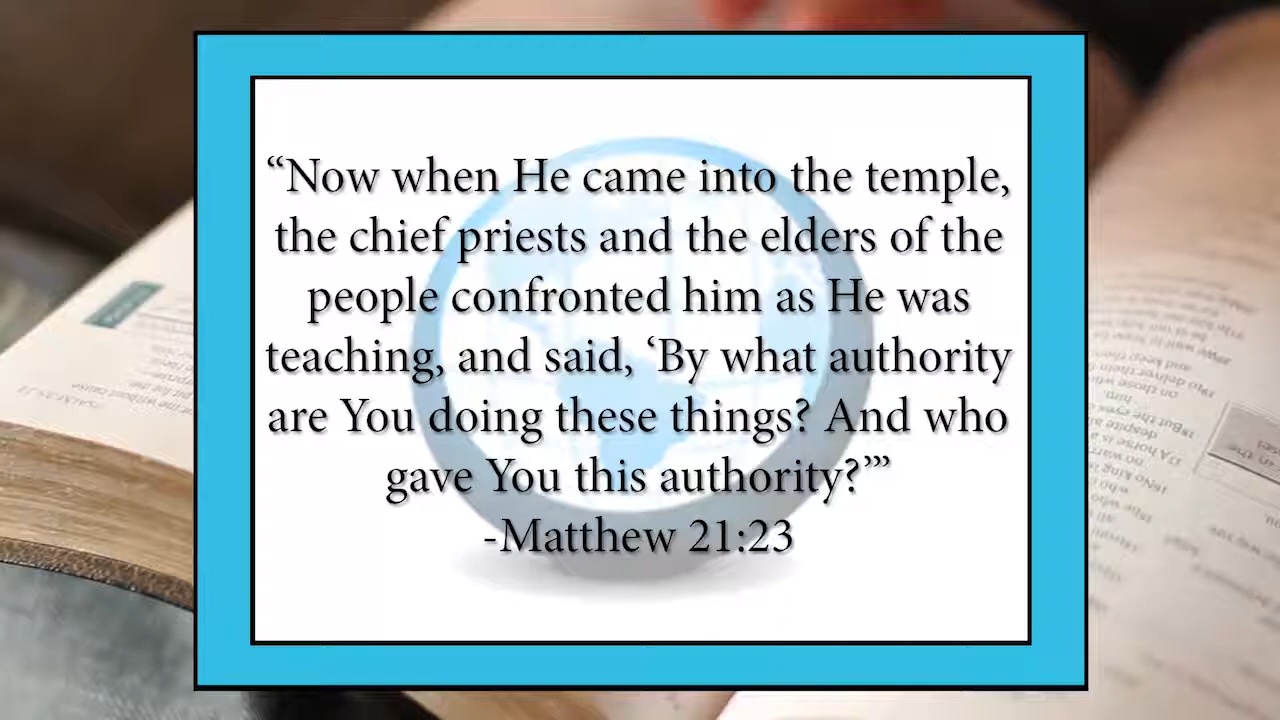 “Now when He came into the temple,
the chief priests and the elders of the
people confronted him as He was
teaching, and said, ‘By what authority
are You doing these things? And who
gave You this authority?’”
-Matthew 21:23